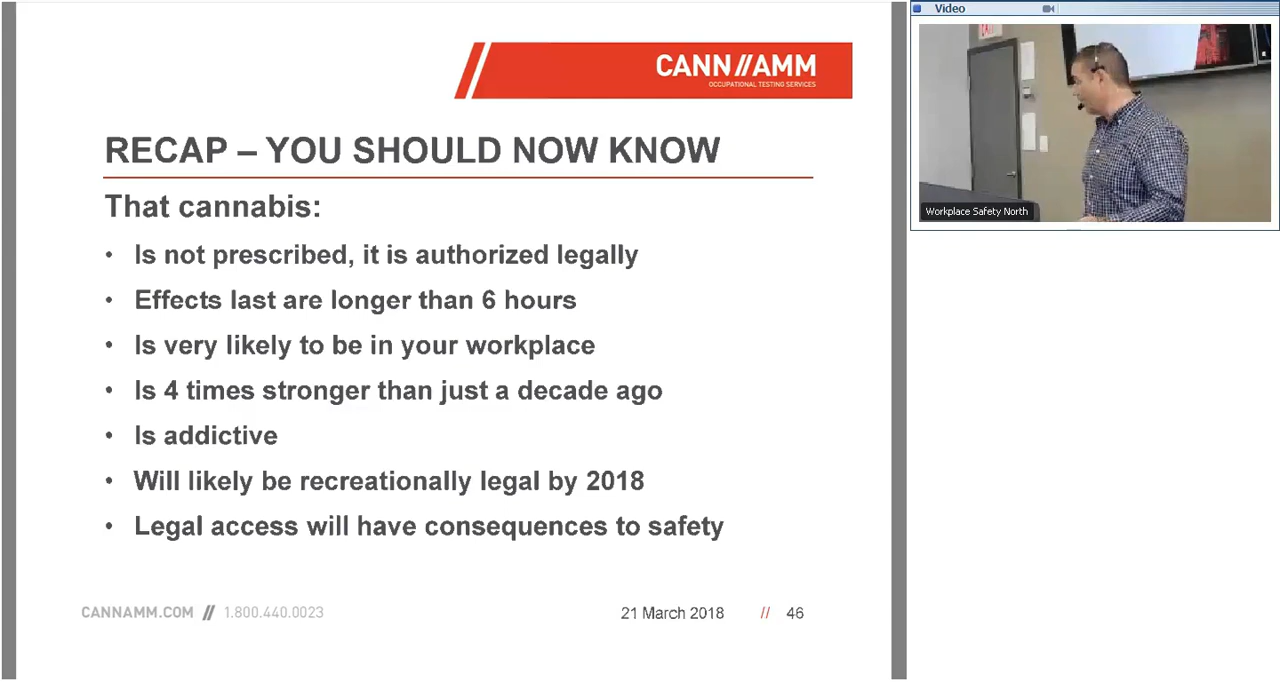 CANN//AMM
OCCUPATIONAL TESTING SERVICES
RECAP – YOU SHOULD NOW KNOW
That cannabis:
• Is not prescribed, it is authorized legally
• Effects last are longer than 6 hours
• Is very likely to be in your workplace
• Is 4 times stronger than just a decade ago
• Is addictive
• Will likely be recreationally legal by 2018
• Legal access will have consequences to safety
CANNAMM.COM // 1.800.440.0023
21 March 2018 // 46
Video
Workplace Safety North